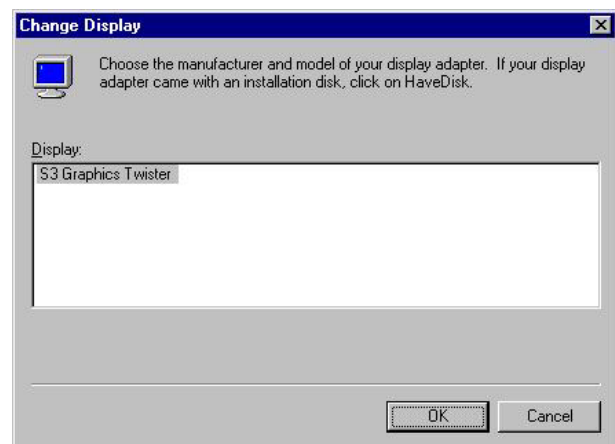 Change Display
Choose the manufacturer and model of your display adapter. If your display
adapter came with an installation disk, click on HaveDisk.
Display:
S3 Graphics Twister
OK
Cancel